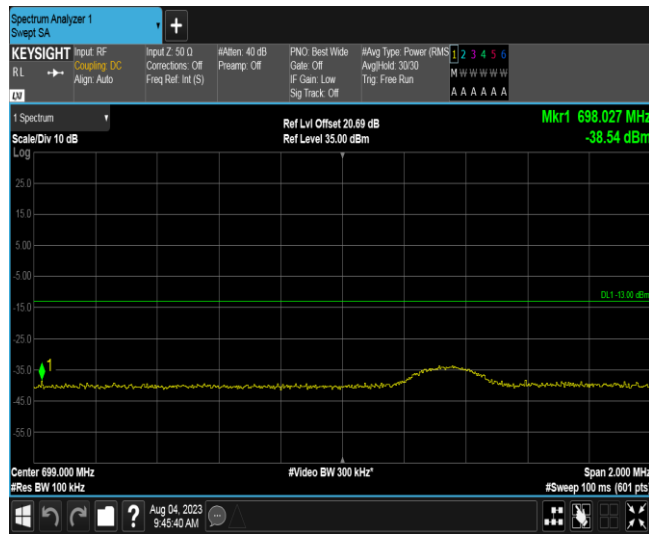 Spectrum Analyzer 1
Swept SA
+
KEYSIGHT
RL
LXI
Input: RF
Coupling: DC
Align: Auto
Input Z: 50 Ω
Corrections: Off
Freq Ref: Int (S)
#Atten: 40 dB
Preamp: Off
PNO: Best Wide
Gate: Off
IF Gain: Low
Sig Track: Off
#Avg Type: Power (RMS
Avg|Hold: 30/30
Trig: Free Run
1 2 3 4 5 6
M W W W W W
A A A A A A
1 Spectrum
Scale/Div 10 dB
Log
Ref Lvl Offset 20.69 dB
Ref Level 35.00 dBm
Mkr1 698.027 MHz
-38.54 dBm
25.0
15.0
5.00
-5.00
DL1 -13.00 dBm
-15.0
-25.0
-35.0
1
-45.0
-55.0
Center 699.000 MHz
#Res BW 100 kHz
#Video BW 300 kHz*
Span 2.000 MHz
#Sweep 100 ms (601 pts)
?
Aug 04, 2023
9:45:40 AM